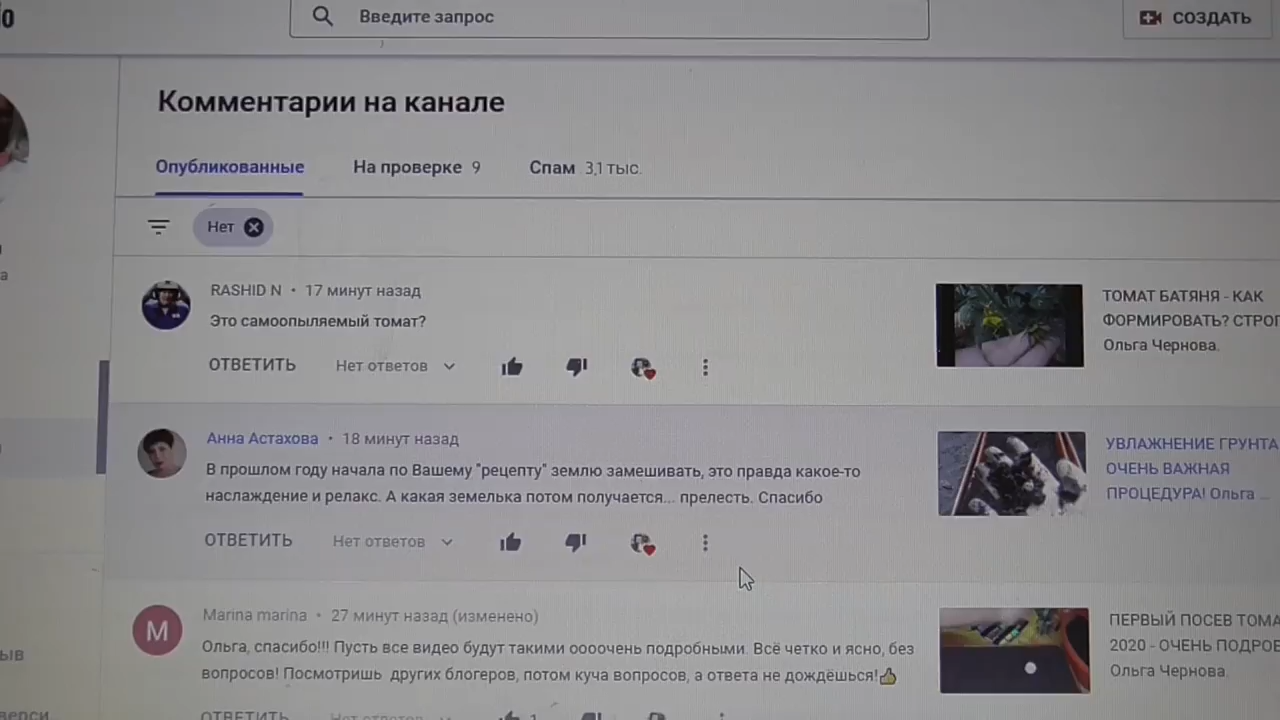 Введите запрос
СОЗДАТЬ
Комментарии на канале
Опубликованные На проверке 9 Спам 3,1 тыс.
Нет
RASHID N • 17 минут назад
Это самоопыляемый томат?
ОТВЕТИТЬ Нет ответов
ТОМАТ БАТЯНЯ - КАК
ФОРМИРОВАТЬ? СТРОГ
Ольга Чернова.
Анна Астахова • 18 минут назад
В прошлом году начала по Вашему "рецепту" землю замешивать, это правда какое-то
наслаждение и релакс. А какая земелька потом получается... прелесть. Спасибо
ОТВЕТИТЬ Нет ответов
УВЛАЖНЕНИЕ ГРУНТА
ОЧЕНЬ ВАЖНАЯ
ПРОЦЕДУРА! Ольга ...
M
Marina marina • 27 минут назад (изменено)
Ольга, спасибо!!! Пусть все видео будут такими оооочень подробными. Всё четко и ясно, без
вопросов! Посмотришь других блогеров, потом куча вопросов, а ответа не дождёшься!👍
ОТВЕТИТЬ Нет ответов 1
ПЕРВЫЙ ПОСЕВ ТОМА
2020 - ОЧЕНЬ ПОДРОБ
Ольга Чернова.